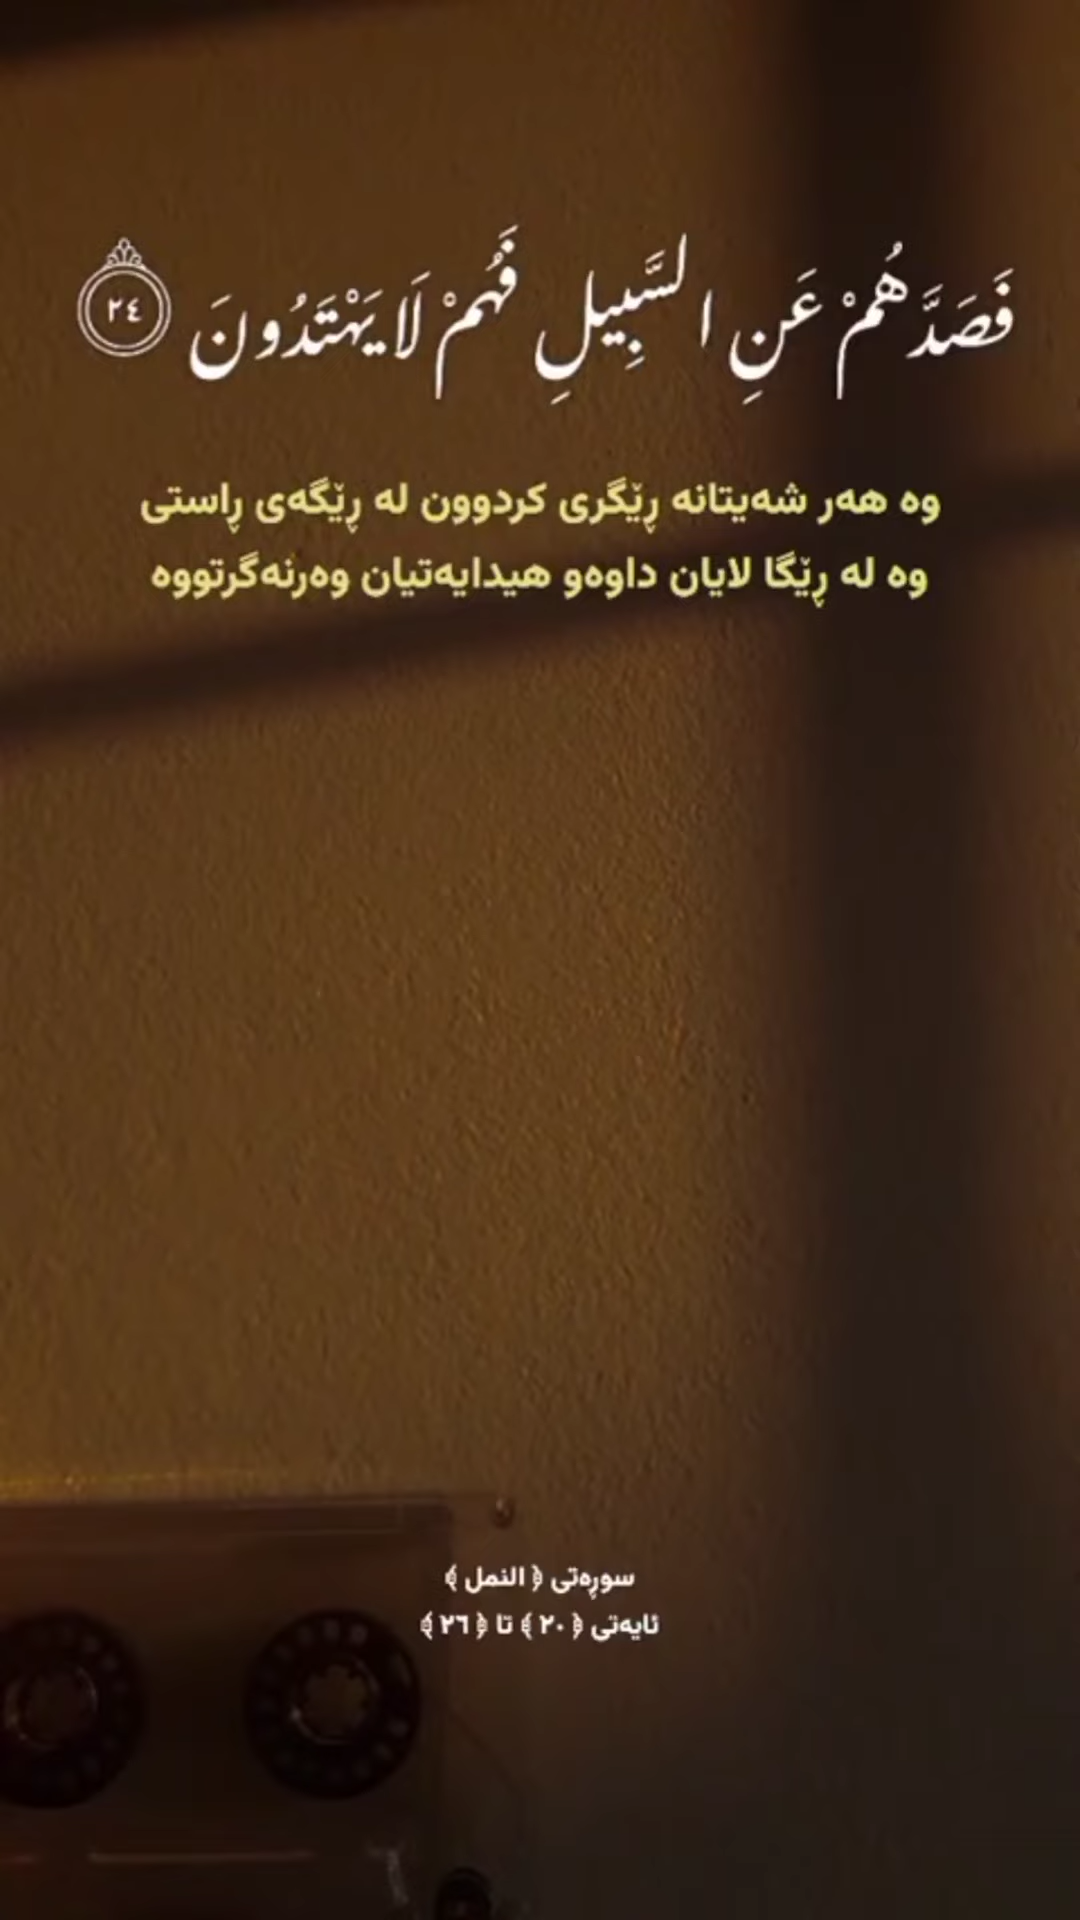 فَصَدَّهُمْ عَنِ السَّبِيلِ فَهُمْ لَا يَهْتَدُونَ ٢٤
وە هەر شەیتانە ڕێگری کردوون لە ڕێگەی ڕاستی
وە لە ڕێگا لایان داوەو هیدایەتیان وەرنەگرتووە
سورەتی ﴿ النمل ﴾
ئایەتی ﴿ ٢٠ ﴾ تا ﴿ ٢٦ ﴾